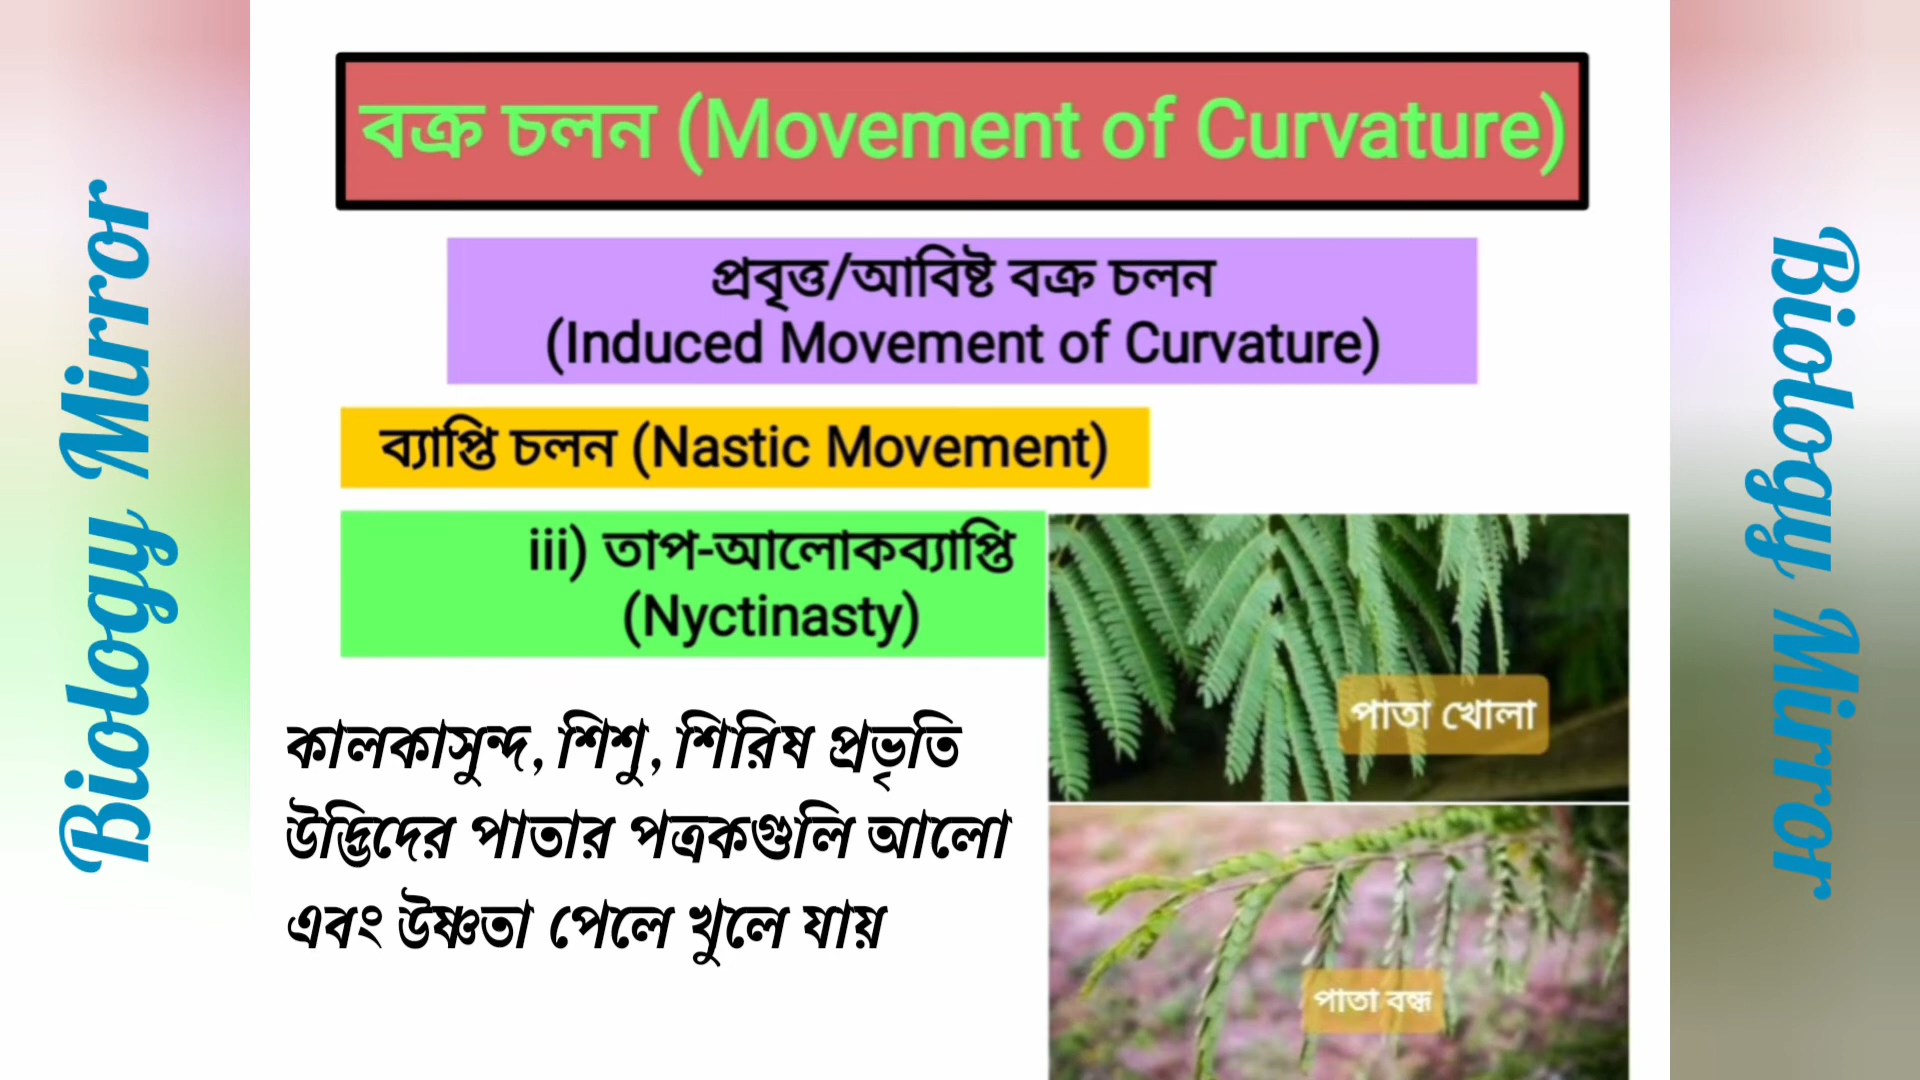 বক্র চলন (Movement of Curvature)
প্রবৃত্ত/আবিষ্ট বক্র চলন
(Induced Movement of Curvature)
ব্যাপ্তি চলন (Nastic Movement)
iii) তাপ-আলোকব্যাপ্তি
(Nyctinasty)
কালকাসুন্দ, শিশু, শিরিষ প্রভৃতি
উদ্ভিদের পাতার পত্রকগুলি আলো
এবং উষ্ণতা পেলে খুলে যায়
পাতা খোলা
পাতা বন্ধ
Biology Mirror
Biology Mirror